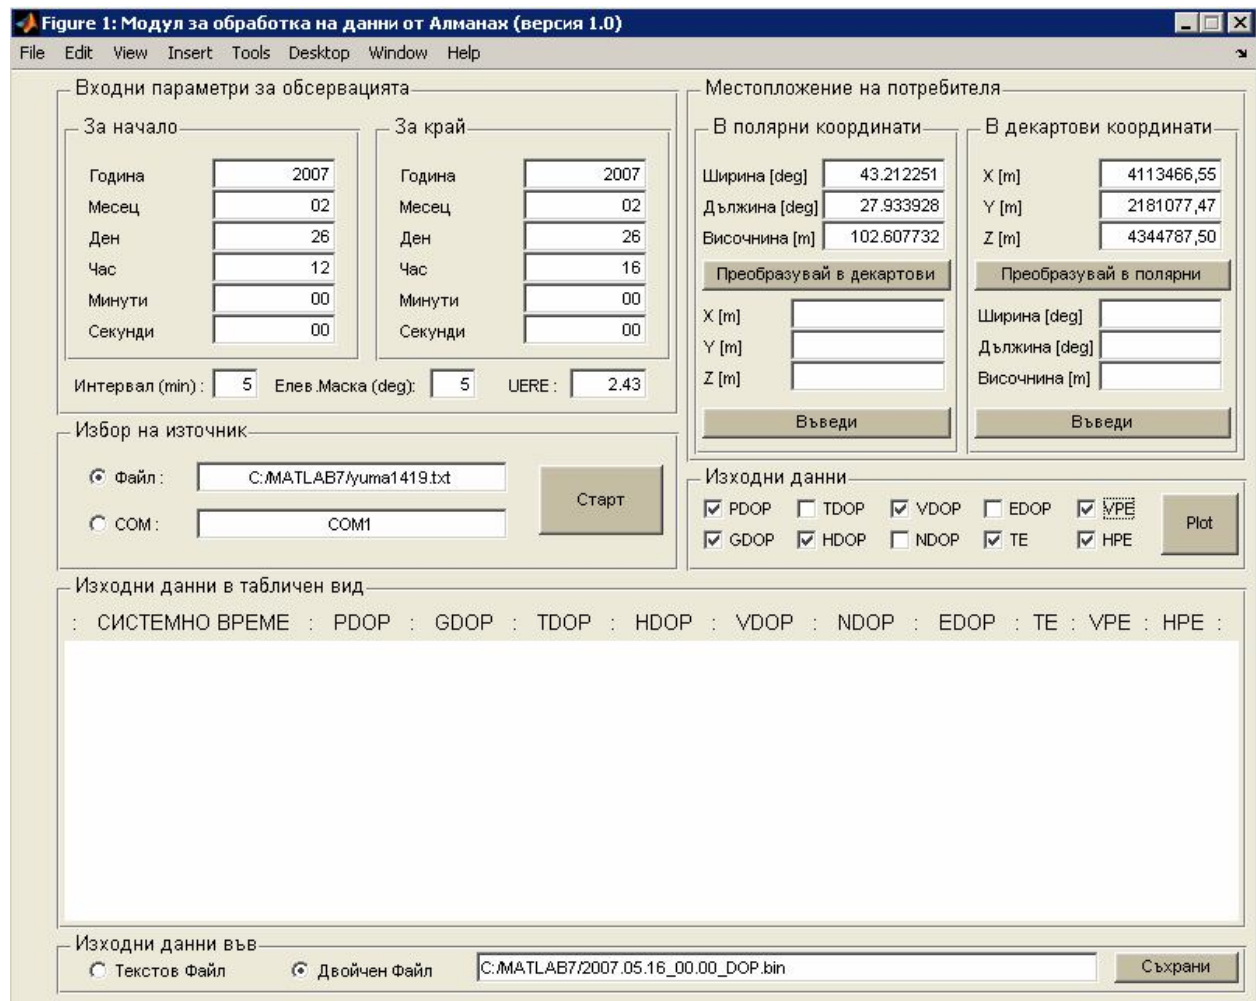 Figure 1: Модул за обработка на данни от Алманах (версия 1.0)
File Edit View Insert Tools Desktop Window Help
Входни параметри за обсервацията
За начало
Година 2007
Месец 02
Ден 26
Час 12
Минути 00
Секунди 00
За край
Година 2007
Месец 02
Ден 26
Час 16
Минути 00
Секунди 00
Интервал (min) : 5 Елев.Маска (deg): 5 UERE : 2.43
Местопложение на потребителя
В полярни координати
Ширина [deg] 43.212251
Дължина [deg] 27.933928
Височнина [m] 102.607732
Преобразувай в декартови
X [m]
Y [m]
Z [m]
Въведи
В декартови координати
X [m] 4113466,55
Y [m] 2181077,47
Z [m] 4344787,50
Преобразувай в полярни
Ширина [deg]
Дължина [deg]
Височнина [m]
Въведи
Избор на източник
Файл : C:/MATLAB7/yuma1419.txt
COM : COM1
Старт
Изходни данни
PDOP TDOP VDOP EDOP VPE
GDOP HDOP NDOP TE HPE
Plot
Изходни данни в табличен вид
: СИСТЕМНО ВРЕМЕ : PDOP : GDOP : TDOP : HDOP : VDOP : NDOP : EDOP : TE : VPE : HPE :
Изходни данни във
Текстов Файл Двойчен Файл C:/MATLAB7/2007.05.16_00.00_DOP.bin Съхрани